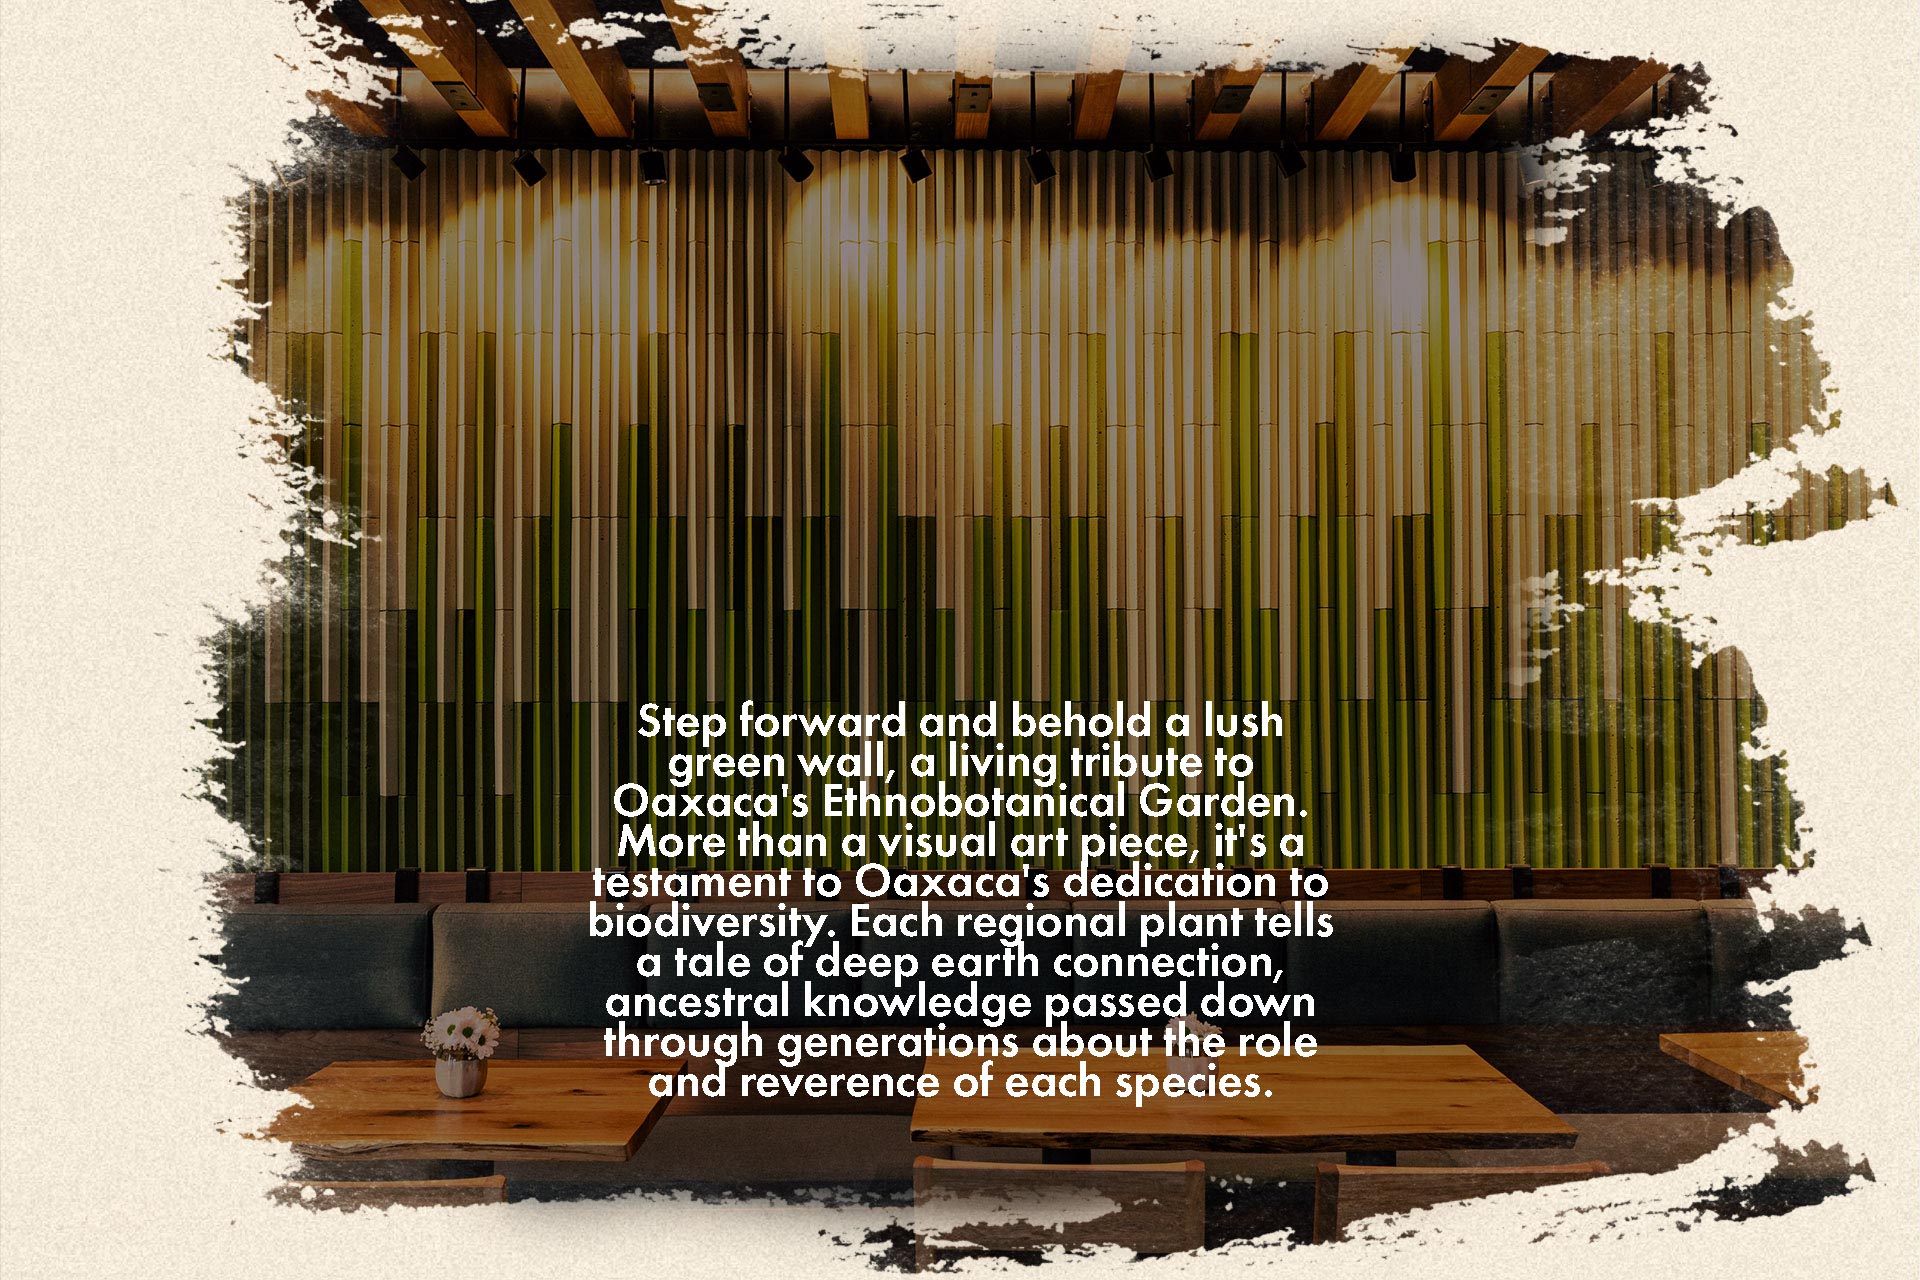 Step forward and behold a lush
green wall, a living tribute to
Oaxaca's Ethnobotanical Garden.
More than a visual art piece, it's a
testament to Oaxaca's dedication to
biodiversity. Each regional plant tells
a tale of deep earth connection,
ancestral knowledge passed down
through generations about the role
and reverence of each species.